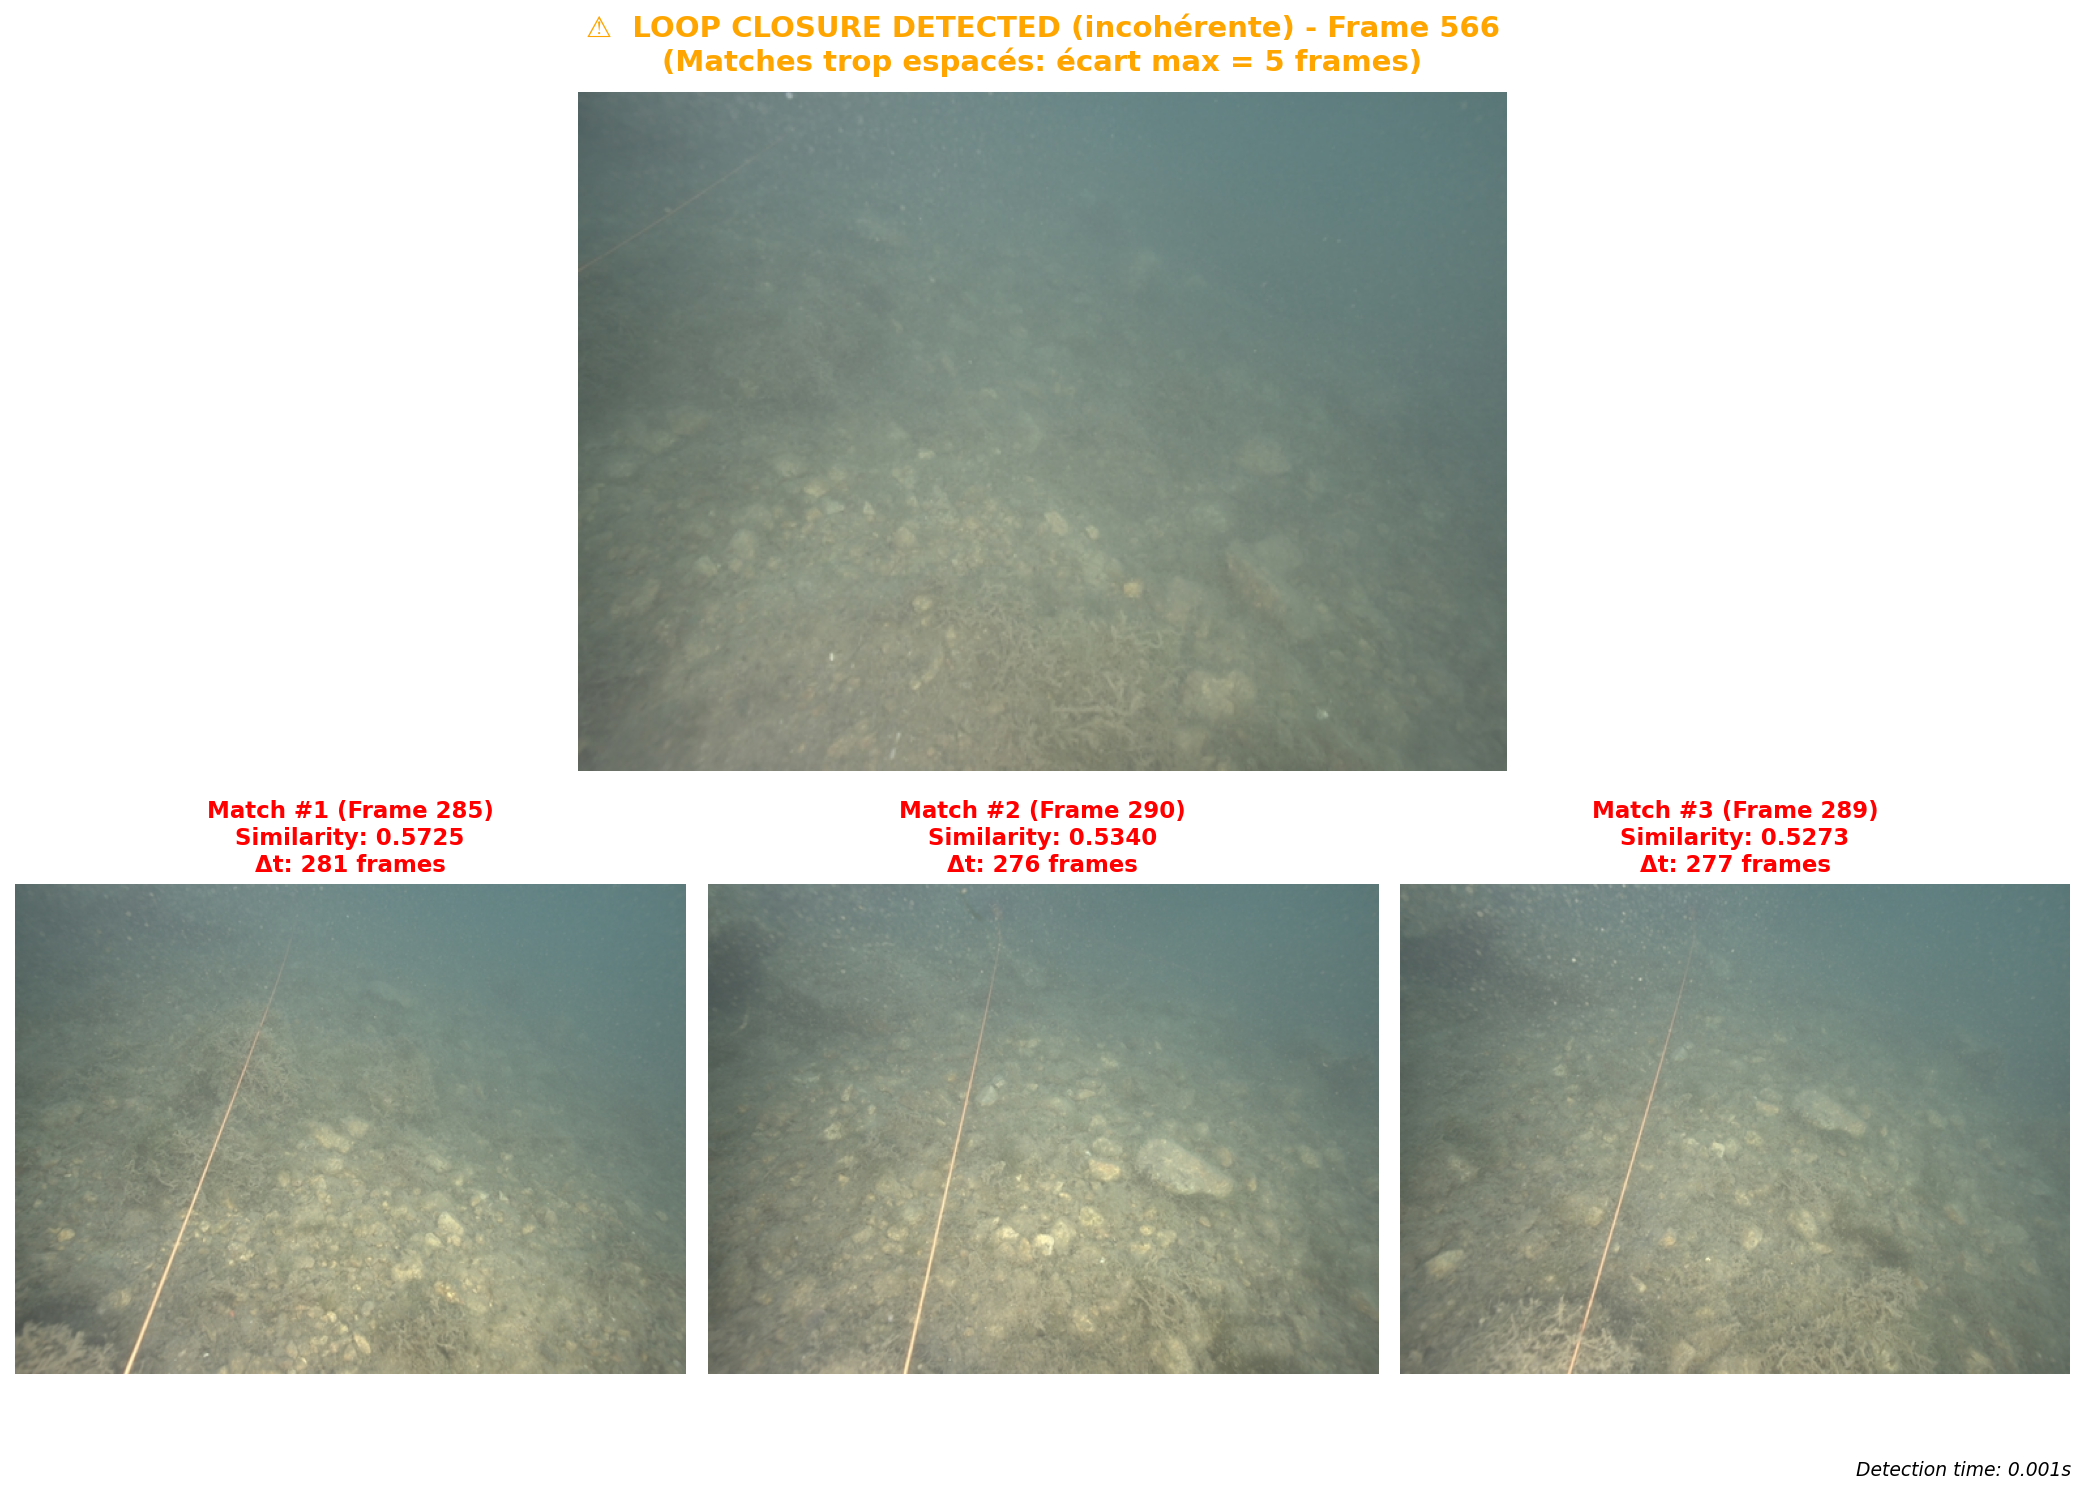 ⚠ LOOP CLOSURE DETECTED (incohérente) - Frame 566
(Matches trop espacés: écart max = 5 frames)
Match #1 (Frame 285)
Similarity: 0.5725
Δt: 281 frames
Match #2 (Frame 290)
Similarity: 0.5340
Δt: 276 frames
Match #3 (Frame 289)
Similarity: 0.5273
Δt: 277 frames
Detection time: 0.001s